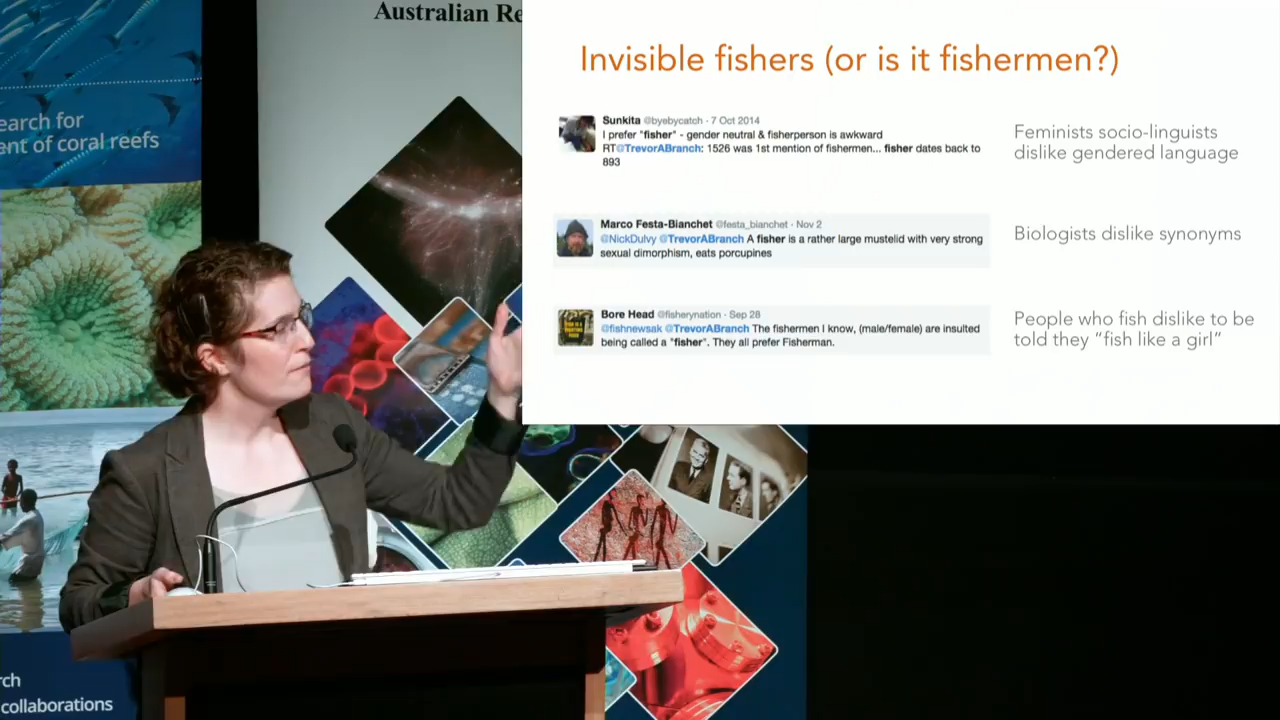 Australian Re
earch for
ent of coral reefs
rch
collaborations
Invisible fishers (or is it fishermen?)
Sunkita @byebycatch · 7 Oct 2014
I prefer "fisher" - gender neutral & fisherperson is awkward
RT@TrevorABranch: 1526 was 1st mention of fishermen... fisher dates back to
893
Feminists socio-linguists
dislike gendered language
Marco Festa-Bianchet @festa_bianchet · Nov 2
@NickDulvy @TrevorABranch A fisher is a rather large mustelid with very strong
sexual dimorphism, eats porcupines
Biologists dislike synonyms
Bore Head @fisherynation · Sep 28
@fishnewsak @TrevorABranch The fishermen I know, (male/female) are insulted
being called a "fisher". They all prefer Fisherman.
People who fish dislike to be
told they “fish like a girl”